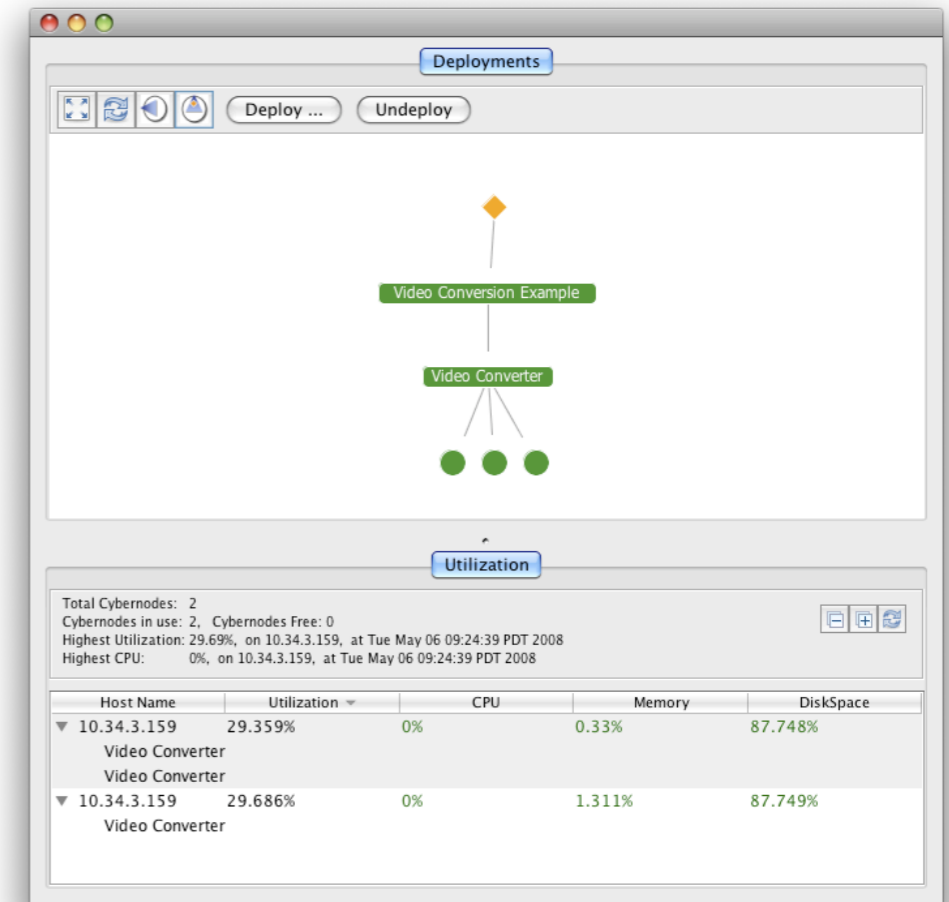 Deployments
Deploy ... Undeploy
Video Conversion Example
Video Converter
Utilization
Total Cybernodes: 2
Cybernodes in use: 2, Cybernodes Free: 0
Highest Utilization: 29.69%, on 10.34.3.159, at Tue May 06 09:24:39 PDT 2008
Highest CPU: 0%, on 10.34.3.159, at Tue May 06 09:24:39 PDT 2008
Host Name Utilization CPU Memory DiskSpace
10.34.3.159 29.359% 0% 0.33% 87.748%
Video Converter
Video Converter
10.34.3.159 29.686% 0% 1.311% 87.749%
Video Converter